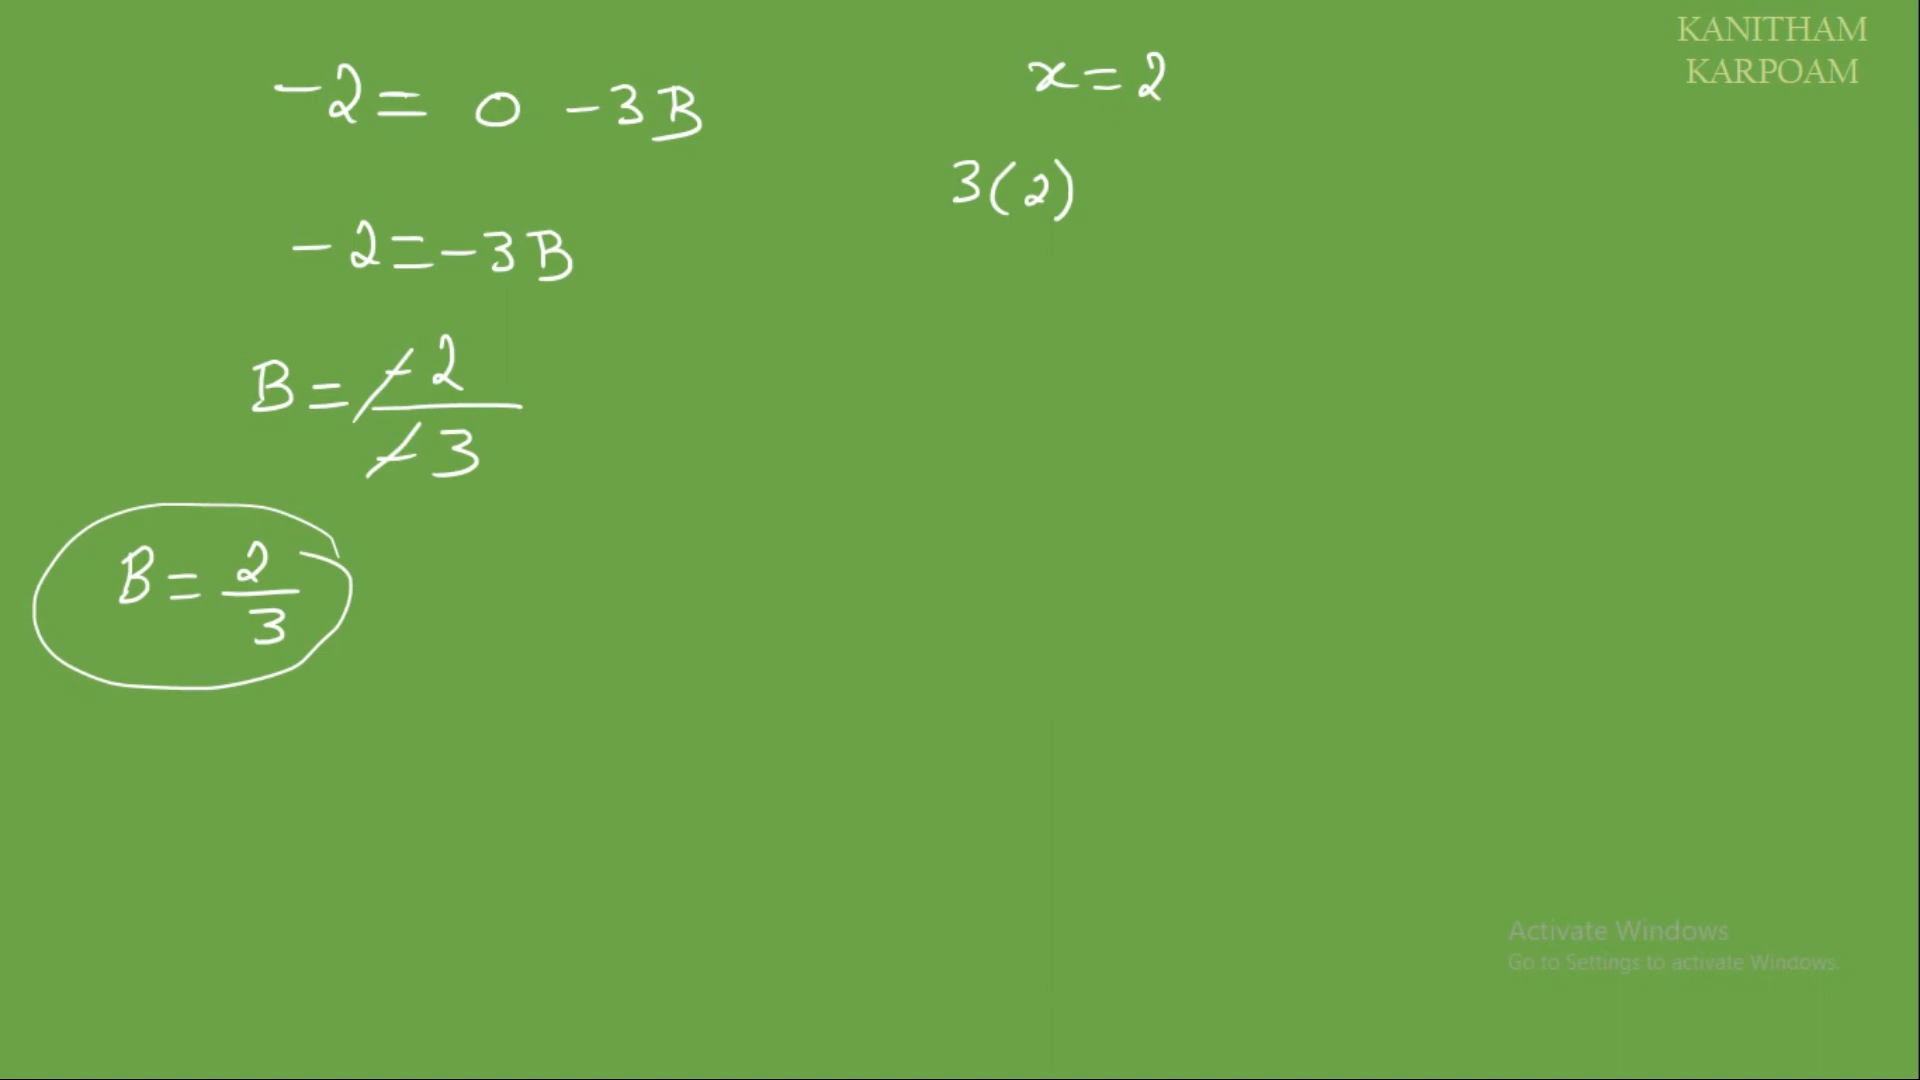 -2 = 0 -3B
-2 = -3B
B = -2/-3
B = 2/3
x = 2
3(2)
KANITHAM
KARPOAM
Activate Windows
Go to Settings to activate Windows.